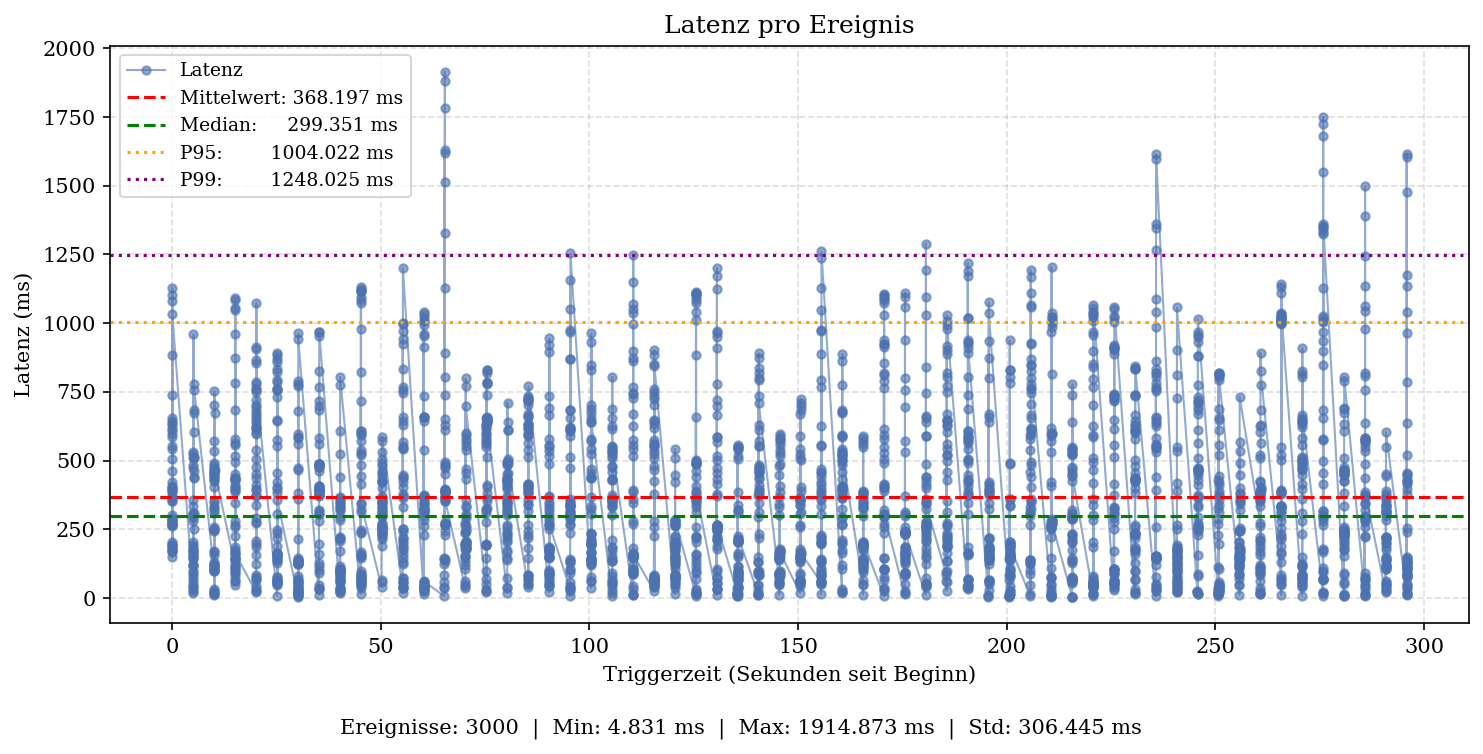 Latenz pro Ereignis
2000
1750
1500
1250
1000
750
500
250
0
Latenz (ms)
Latenz
Mittelwert: 368.197 ms
Median: 299.351 ms
P95: 1004.022 ms
P99: 1248.025 ms
0 50 100 150 200 250 300
Triggerzeit (Sekunden seit Beginn)
Ereignisse: 3000 | Min: 4.831 ms | Max: 1914.873 ms | Std: 306.445 ms